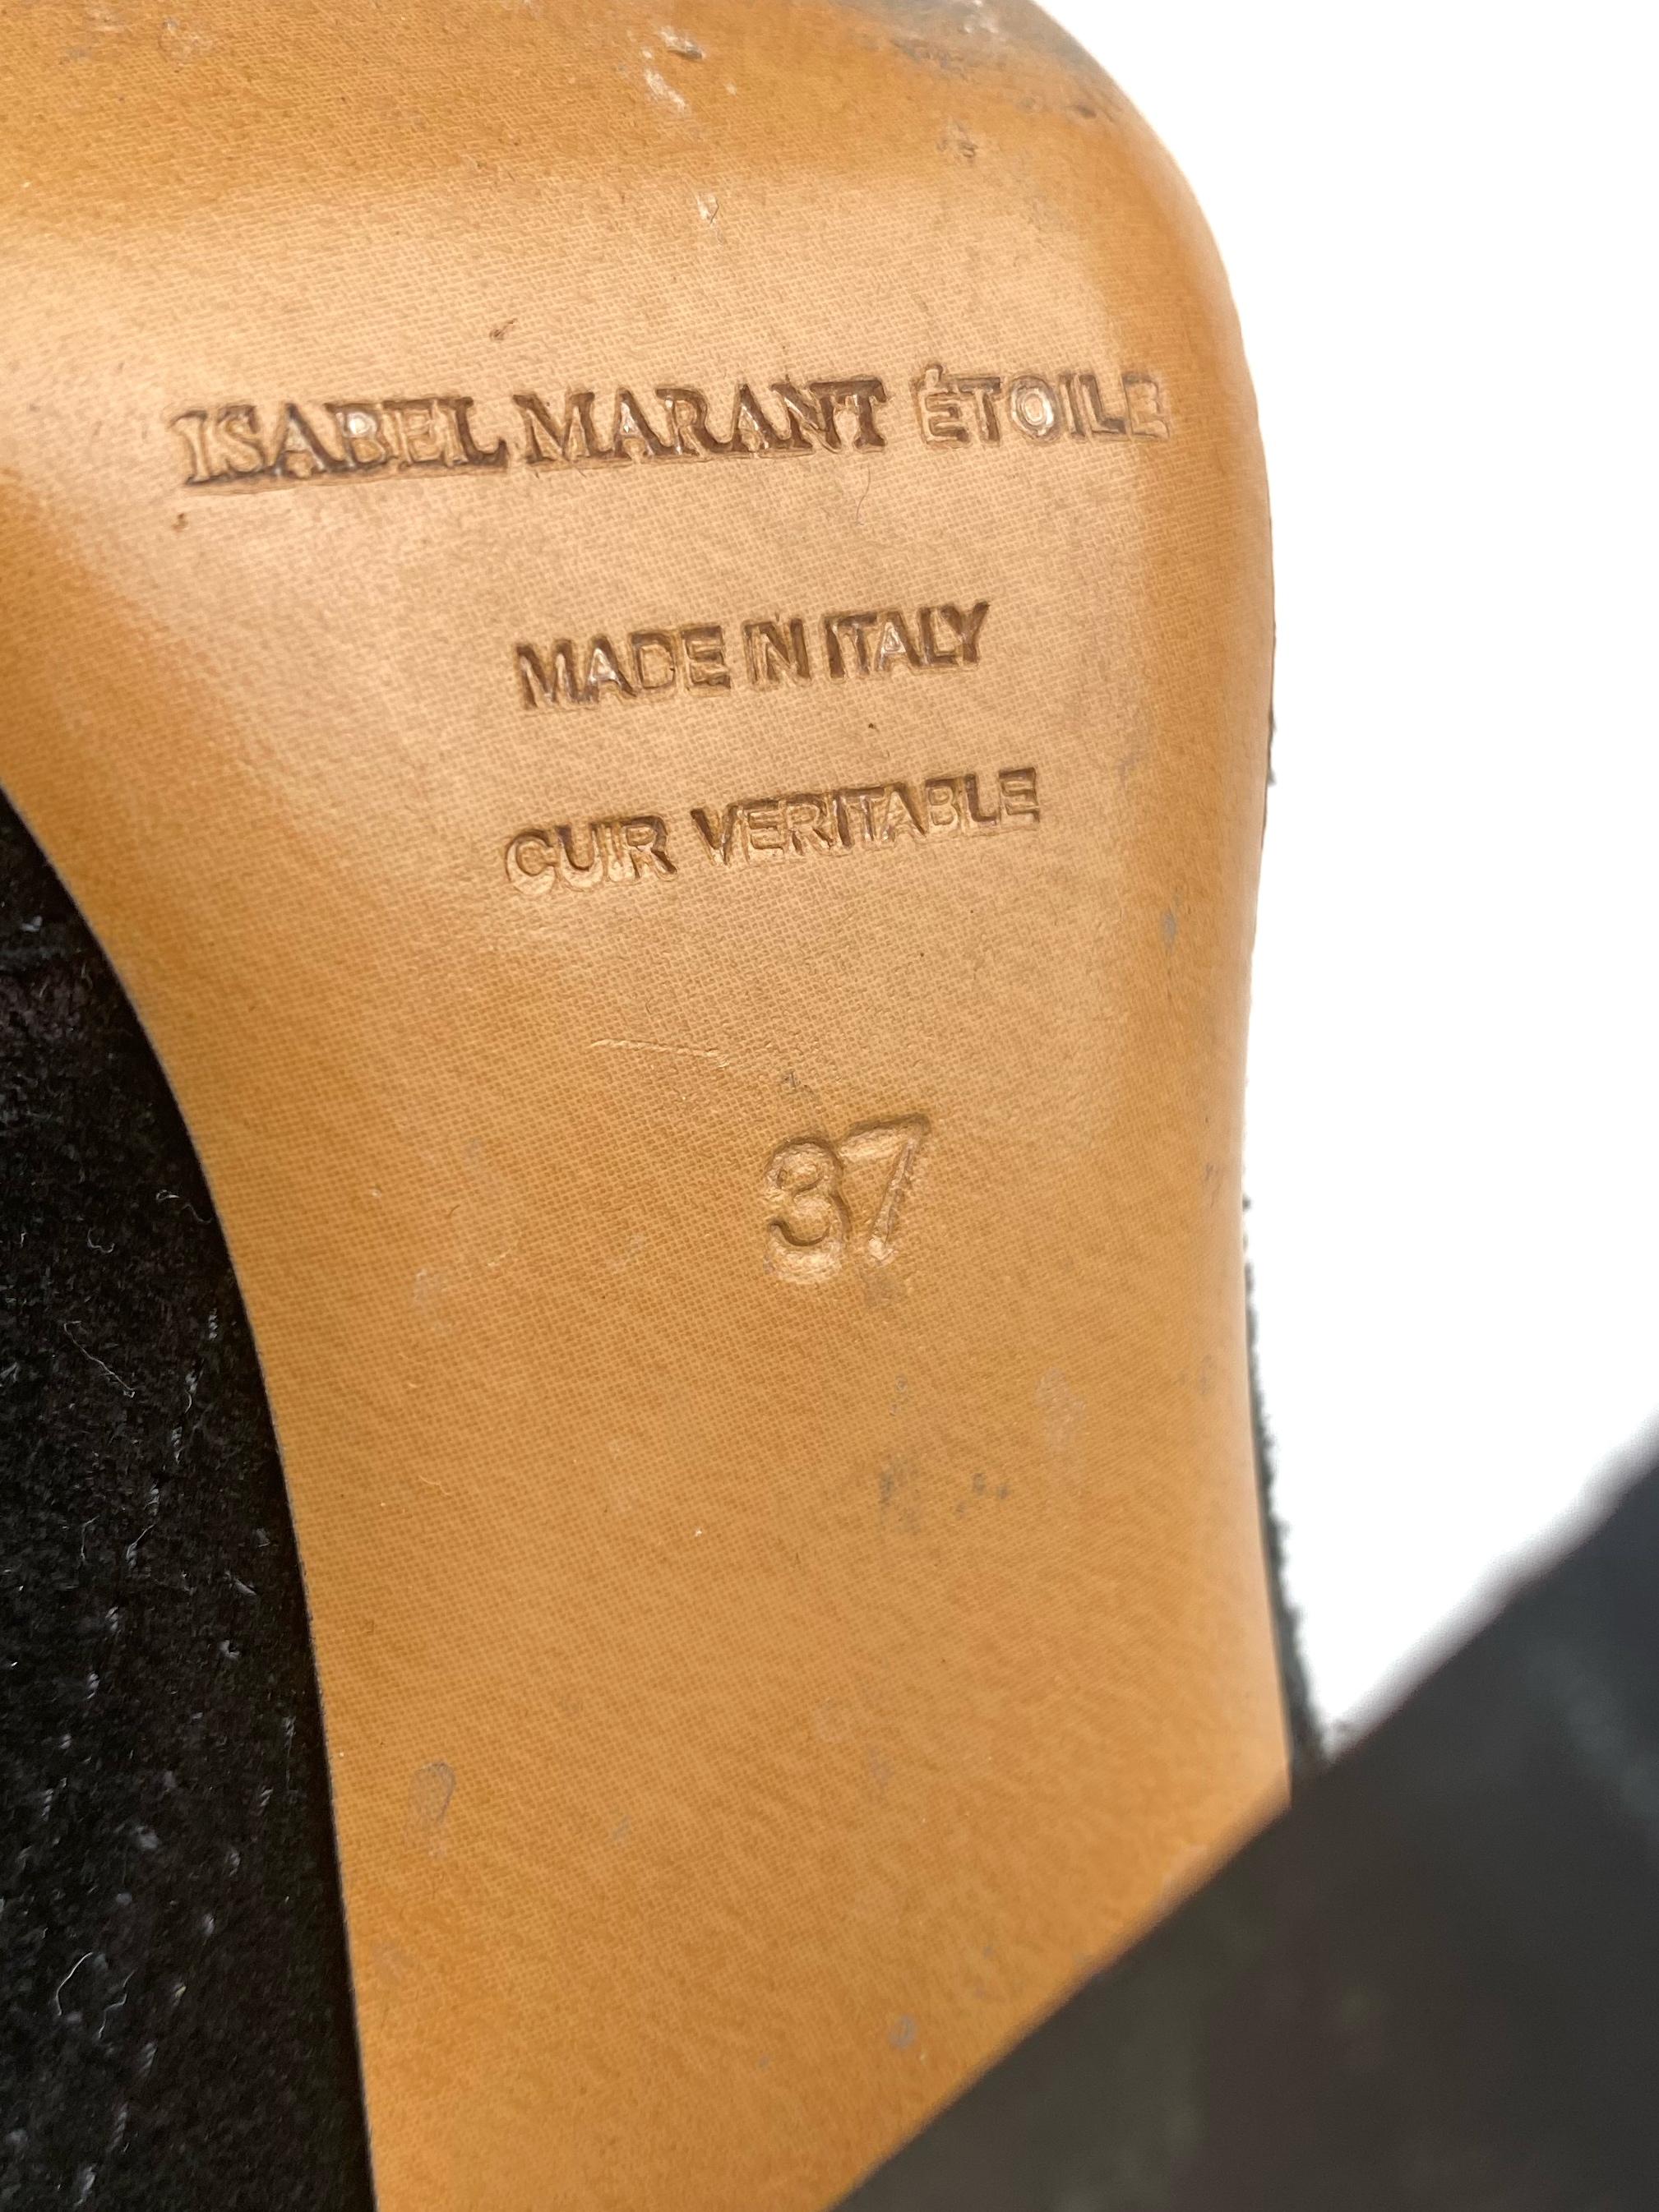 ISABEL MARANT ÉTOILE
MADE IN ITALY
CUIR VERITABLE
37